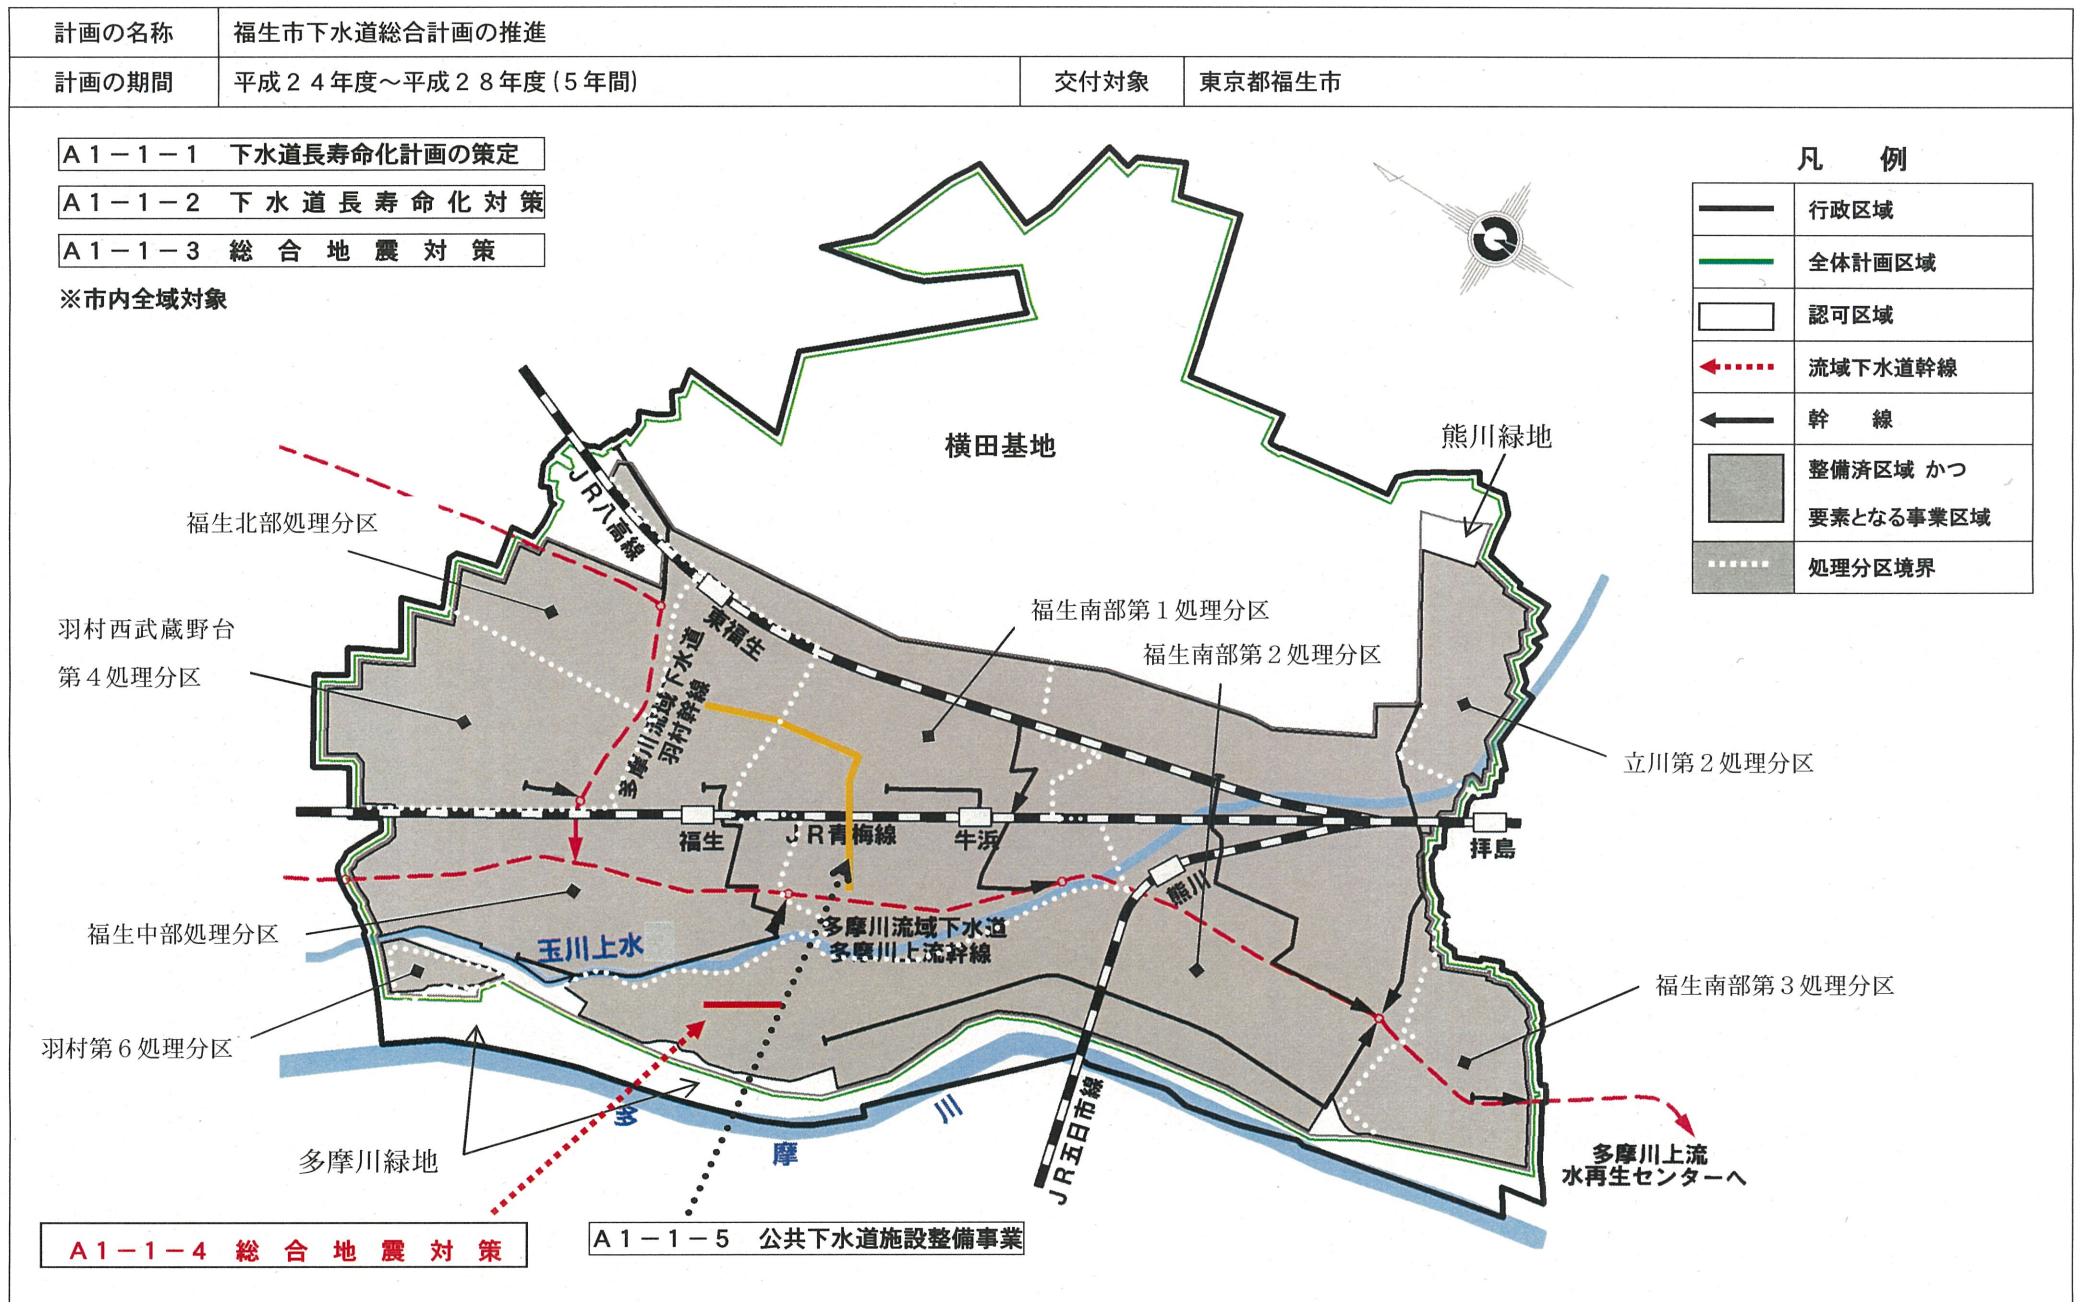 計画の名称 福生市下水道総合計画の推進
計画の期間 平成２４年度～平成２８年度(５年間) 交付対象 東京都福生市
Ａ１－１－１ 下水道長寿命化計画の策定
Ａ１－１－２ 下水道長寿命化対策
Ａ１－１－３ 総合地震対策
※市内全域対象
凡 例
行政区域
全体計画区域
認可区域
流域下水道幹線
幹 線
整備済区域 かつ
要素となる事業区域
処理分区境界
横田基地
熊川緑地
ＪＲ八高線
福生北部処理分区
羽村西武蔵野台
第４処理分区
東福生
福生南部第１処理分区
福生南部第２処理分区
多摩川流域下水道
羽村幹線
立川第２処理分区
福生
ＪＲ青梅線
牛浜
拝島
熊川
福生中部処理分区
玉川上水
多摩川流域下水道
多摩川上流幹線
福生南部第３処理分区
羽村第６処理分区
多摩川緑地
多摩川
ＪＲ五日市線
多摩川上流
水再生センターへ
Ａ１－１－４ 総合地震対策
Ａ１－１－５ 公共下水道施設整備事業